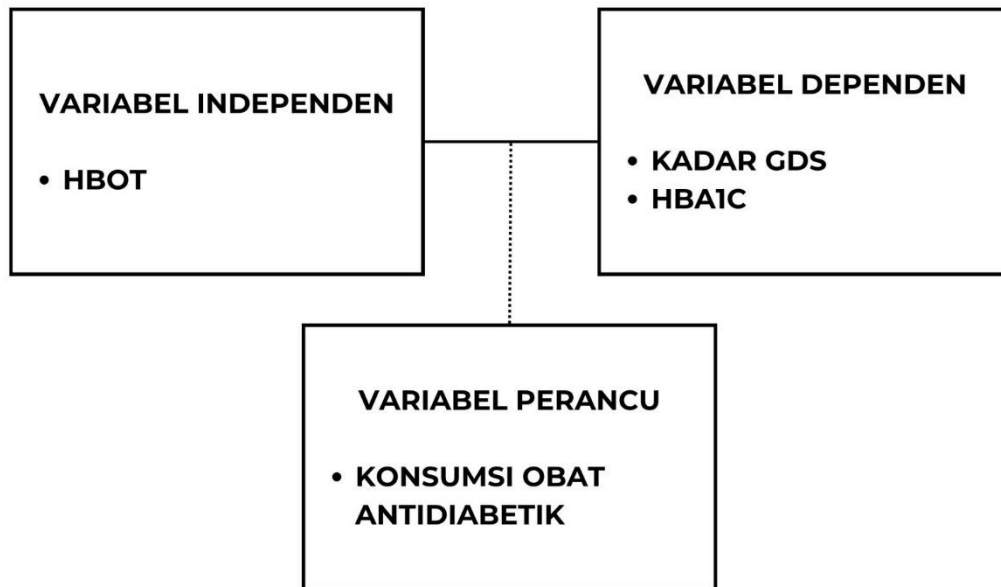 VARIABEL INDEPENDEN
• HBOT
VARIABEL DEPENDEN
• KADAR GDS
• HBA1C
VARIABEL PERANCU
• KONSUMSI OBAT
ANTIDIABETIK